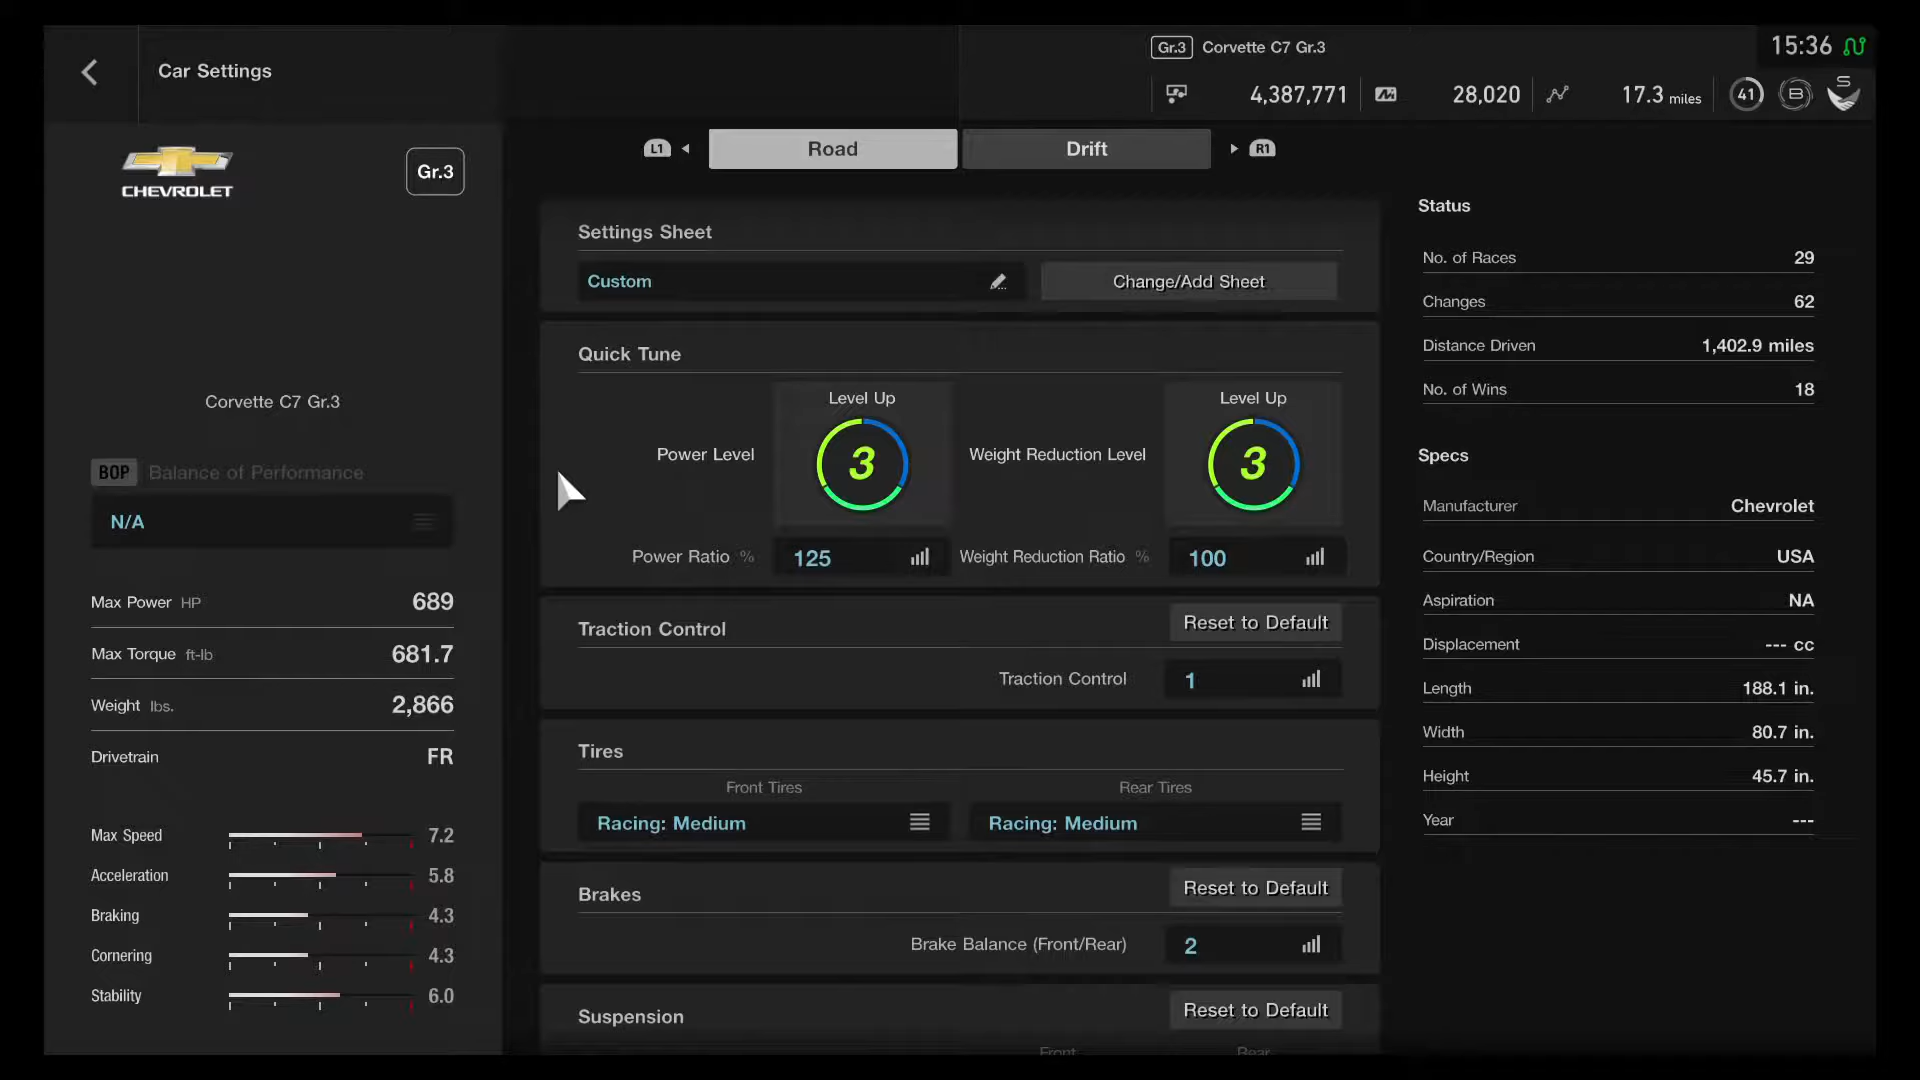 Car Settings
Gr.3 Corvette C7 Gr.3
15:36
4,387,771 28,020 17.3 miles 41 B S
CHEVROLET
Gr.3
L1 Road Drift R1
Corvette C7 Gr.3
BOP Balance of Performance
N/A
Max Power HP 689
Max Torque ft-lb 681.7
Weight lbs. 2,866
Drivetrain FR
Max Speed 7.2
Acceleration 5.8
Braking 4.3
Cornering 4.3
Stability 6.0
Settings Sheet
Custom Change/Add Sheet
Quick Tune
Level Up Level Up
Power Level 3 Weight Reduction Level 3
Power Ratio % 125 Weight Reduction Ratio % 100
Traction Control Reset to Default
Traction Control 1
Tires
Front Tires Rear Tires
Racing: Medium Racing: Medium
Brakes Reset to Default
Brake Balance (Front/Rear) 2
Suspension Reset to Default
Front Rear
Status
No. of Races 29
Changes 62
Distance Driven 1,402.9 miles
No. of Wins 18
Specs
Manufacturer Chevrolet
Country/Region USA
Aspiration NA
Displacement --- cc
Length 188.1 in.
Width 80.7 in.
Height 45.7 in.
Year ---